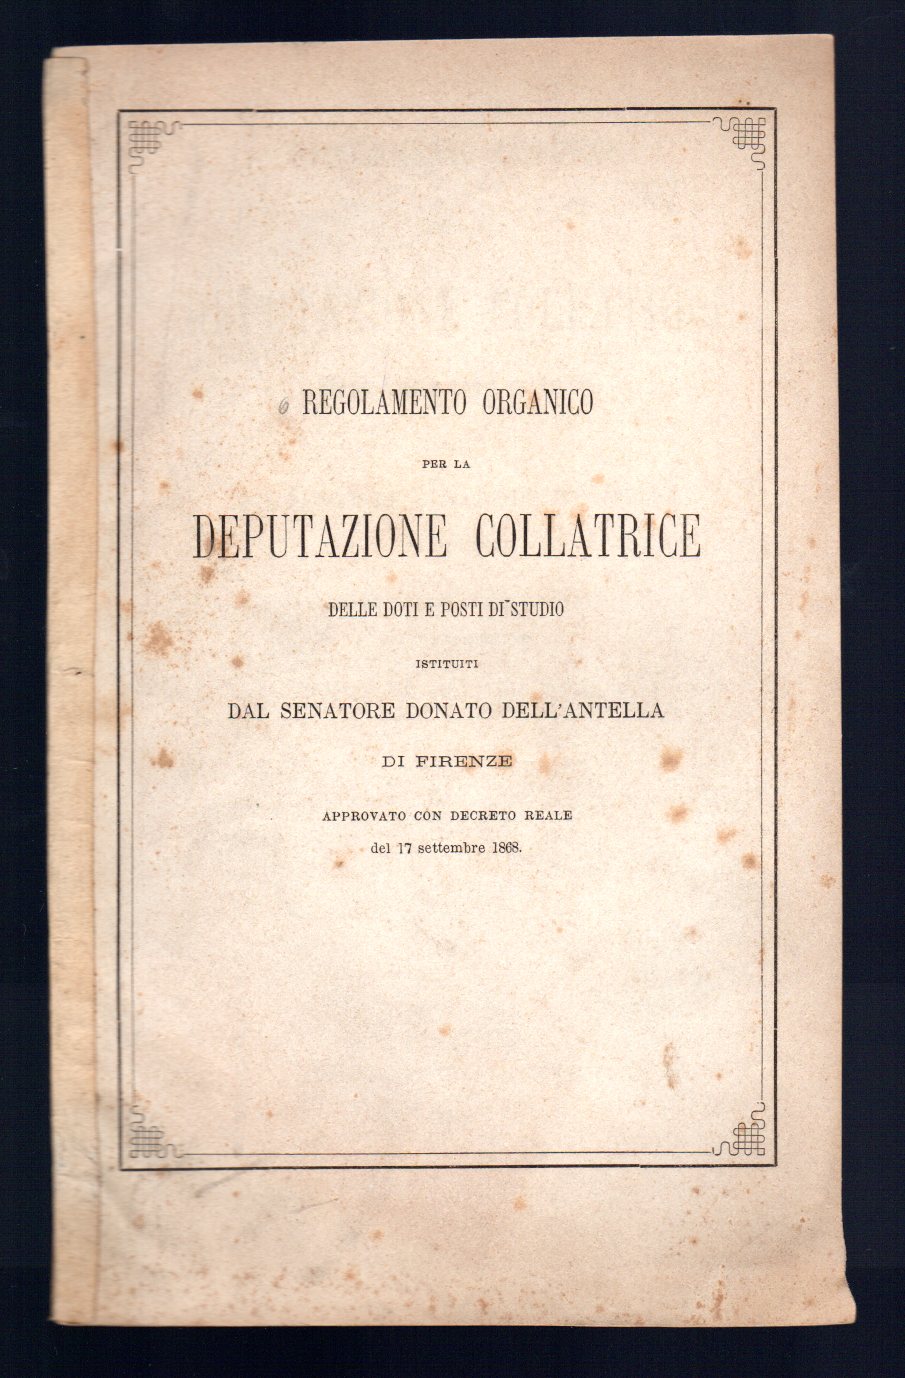 6 REGOLAMENTO ORGANICO
PER LA
DEPUTAZIONE COLLATRICE
DELLE DOTI E POSTI DI STUDIO
ISTITUITI
DAL SENATORE DONATO DELL'ANTELLA
DI FIRENZE
APPROVATO CON DECRETO REALE
del 17 settembre 1868.